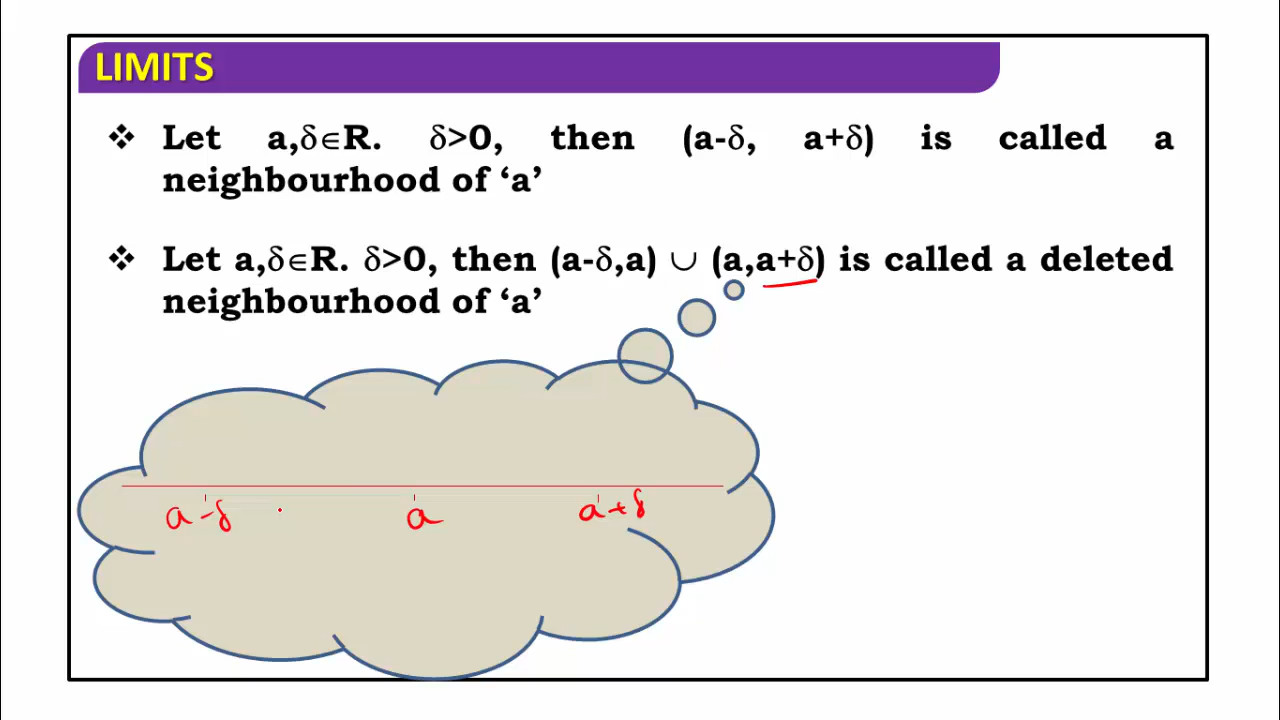 LIMITS
❖ Let a,δ∈R. δ>0, then (a-δ, a+δ) is called a
neighbourhood of ‘a’
❖ Let a,δ∈R. δ>0, then (a-δ,a) ∪ (a,a+δ) is called a deleted
neighbourhood of ‘a’
a-δ a a+δ